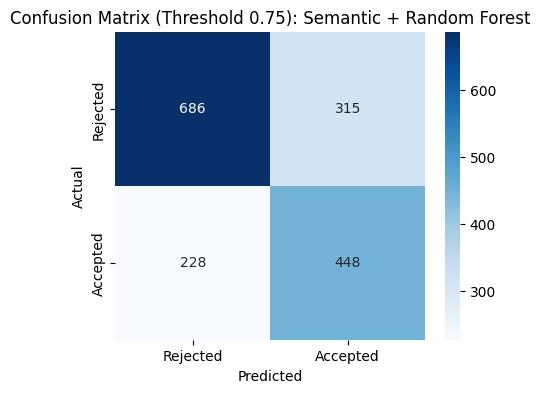 Confusion Matrix (Threshold 0.75): Semantic + Random Forest
Rejected
686
315
Accepted
228
448
Actual
Rejected
Accepted
Predicted
600
500
400
300